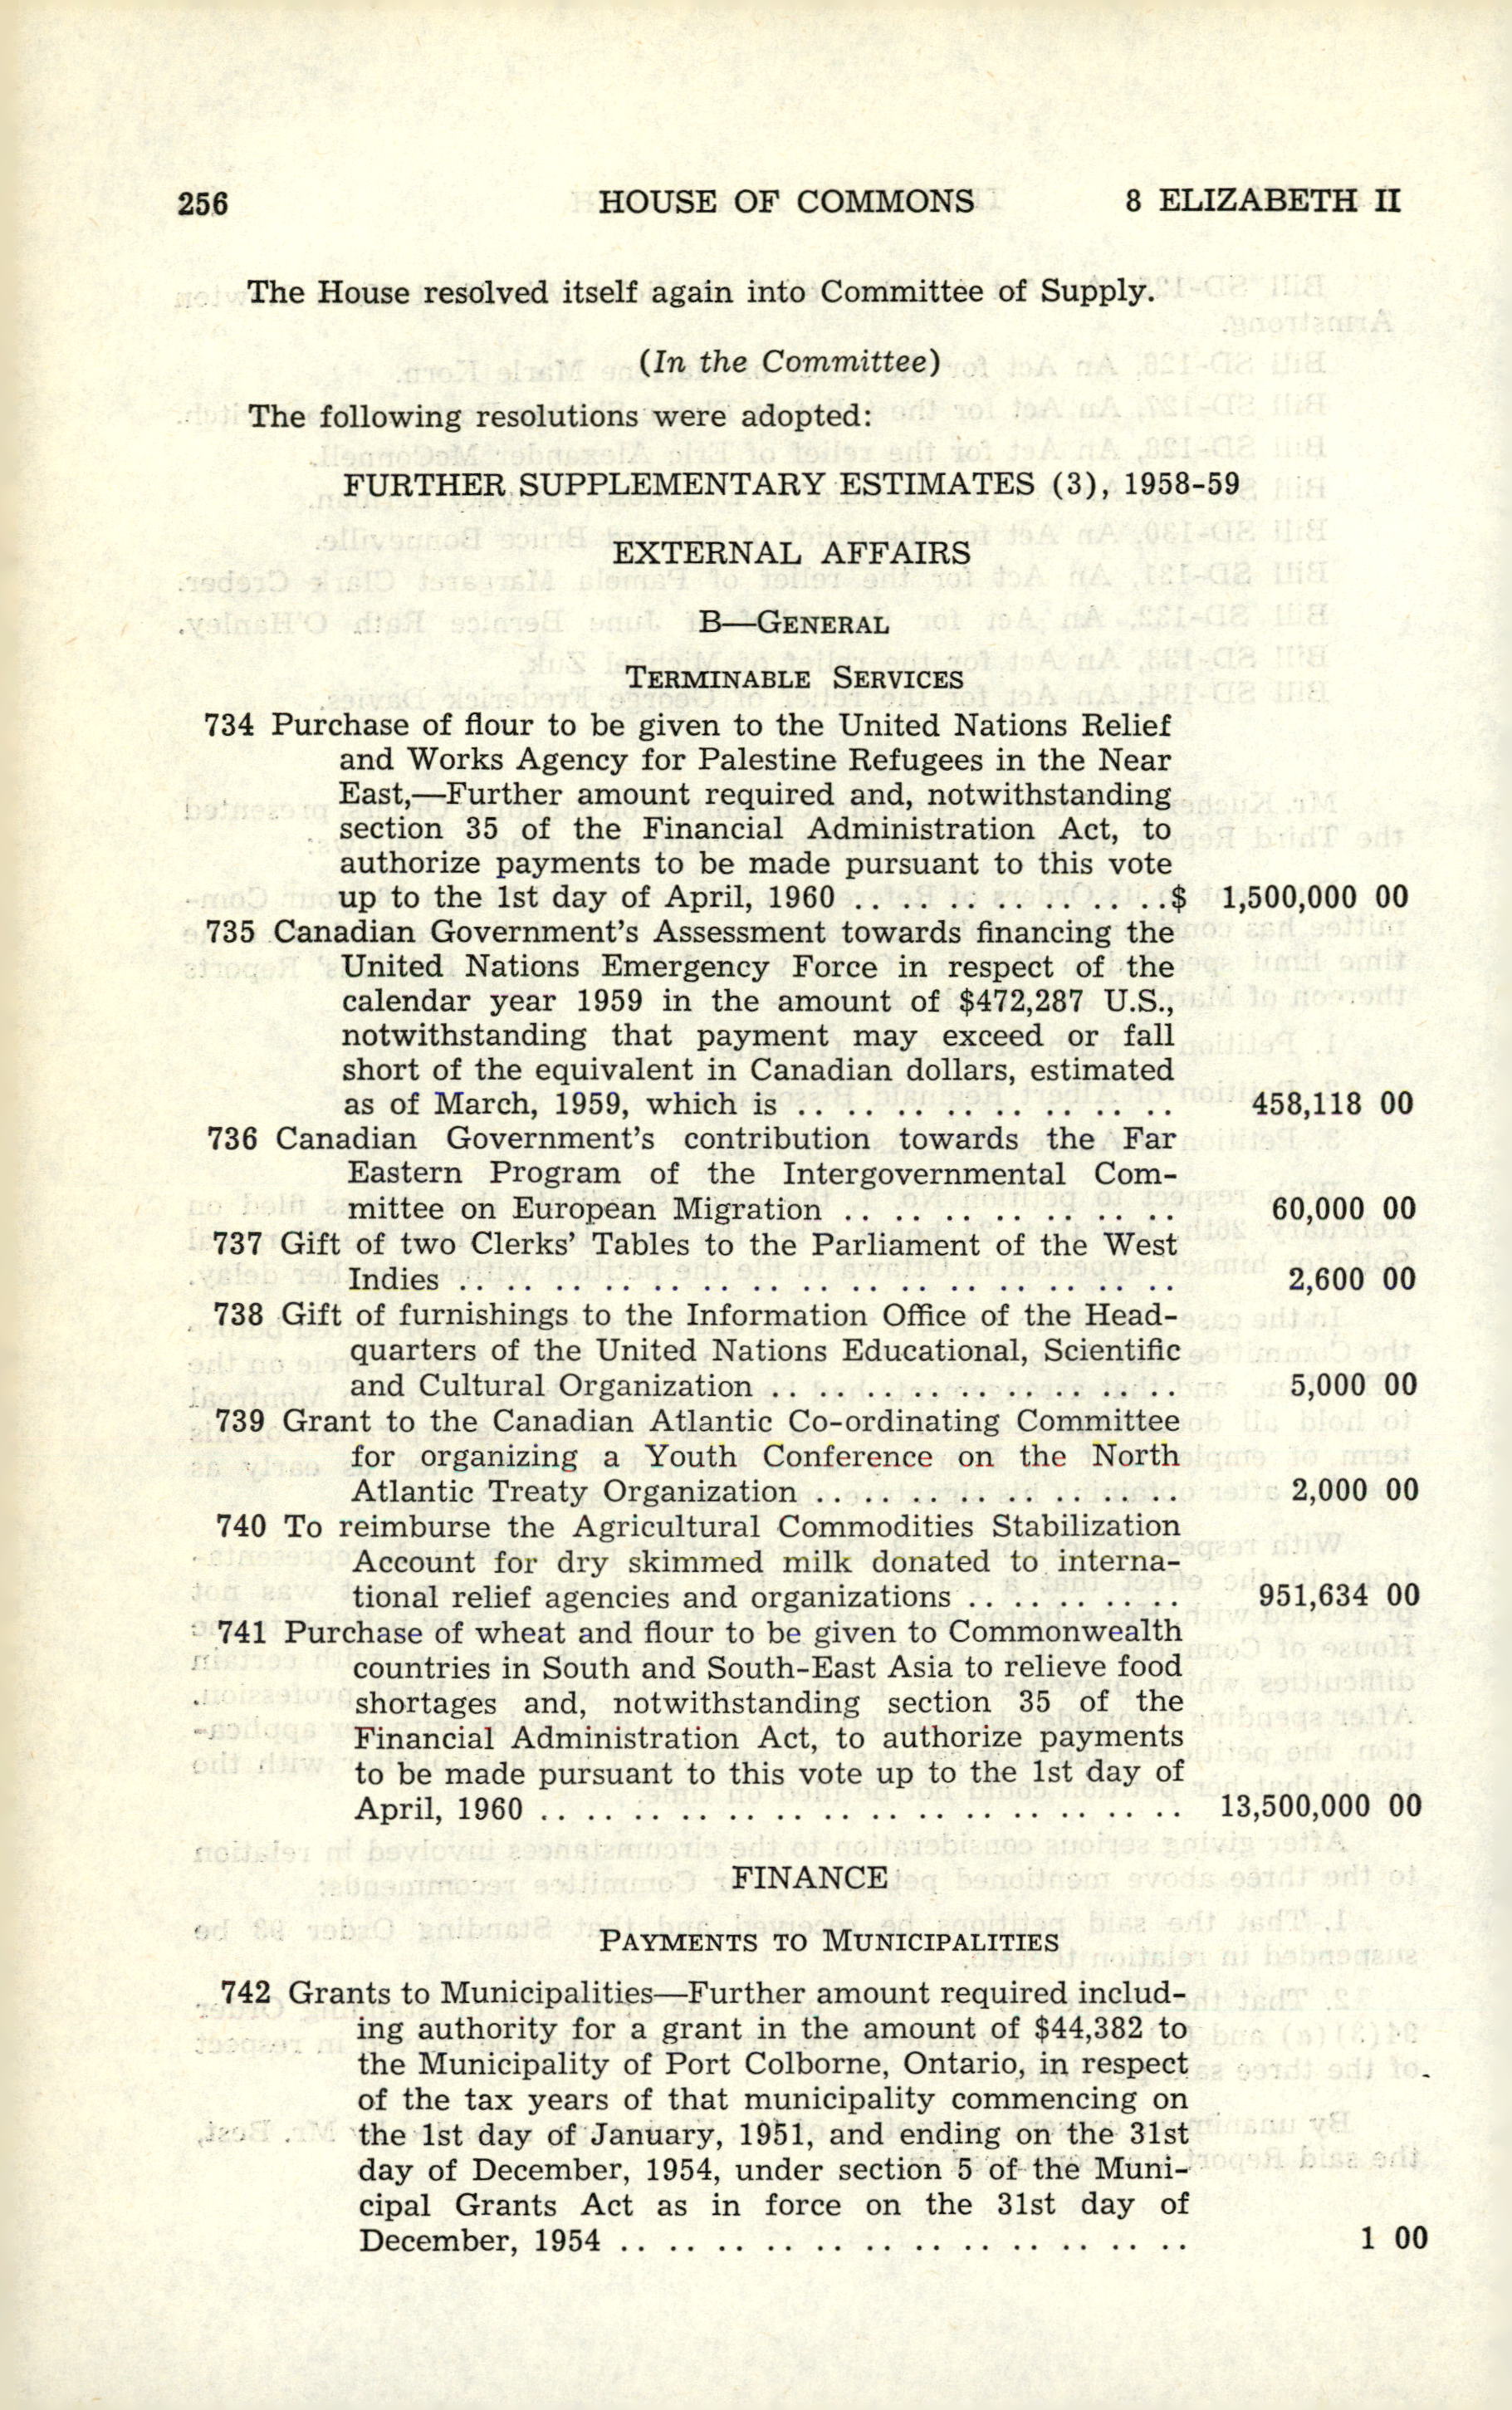 256 HOUSE OF COMMONS 8 ELIZABETH II
The House resolved itself again into Committee of Supply.
(In the Committee)
The following resolutions were adopted:
FURTHER SUPPLEMENTARY ESTIMATES (3), 1958-59
EXTERNAL AFFAIRS
B—GENERAL
TERMINABLE SERVICES
734 Purchase of flour to be given to the United Nations Relief
and Works Agency for Palestine Refugees in the Near
East,—Further amount required and, notwithstanding
section 35 of the Financial Administration Act, to
authorize payments to be made pursuant to this vote
up to the 1st day of April, 1960 .. .. .. .. .. .. ..$ 1,500,000 00
735 Canadian Government's Assessment towards financing the
United Nations Emergency Force in respect of the
calendar year 1959 in the amount of $472,287 U.S.,
notwithstanding that payment may exceed or fall
short of the equivalent in Canadian dollars, estimated
as of March, 1959, which is .. .. .. .. .. .. .. .. 458,118 00
736 Canadian Government's contribution towards the Far
Eastern Program of the Intergovernmental Com-
mittee on European Migration .. .. .. .. .. .. .. 60,000 00
737 Gift of two Clerks' Tables to the Parliament of the West
Indies .. .. .. .. .. .. .. .. .. .. .. .. .. .. .. 2,600 00
738 Gift of furnishings to the Information Office of the Head-
quarters of the United Nations Educational, Scientific
and Cultural Organization .. .. .. .. .. .. .. .. .. 5,000 00
739 Grant to the Canadian Atlantic Co-ordinating Committee
for organizing a Youth Conference on the North
Atlantic Treaty Organization .. .. .. .. .. .. .. .. 2,000 00
740 To reimburse the Agricultural Commodities Stabilization
Account for dry skimmed milk donated to interna-
tional relief agencies and organizations .. .. .. .. .. 951,634 00
741 Purchase of wheat and flour to be given to Commonwealth
countries in South and South-East Asia to relieve food
shortages and, notwithstanding section 35 of the
Financial Administration Act, to authorize payments
to be made pursuant to this vote up to the 1st day of
April, 1960 .. .. .. .. .. .. .. .. .. .. .. .. .. .. 13,500,000 00
FINANCE
PAYMENTS TO MUNICIPALITIES
742 Grants to Municipalities—Further amount required includ-
ing authority for a grant in the amount of $44,382 to
the Municipality of Port Colborne, Ontario, in respect
of the tax years of that municipality commencing on
the 1st day of January, 1951, and ending on the 31st
day of December, 1954, under section 5 of the Muni-
cipal Grants Act as in force on the 31st day of
December, 1954 .. .. .. .. .. .. .. .. .. .. .. .. 1 00